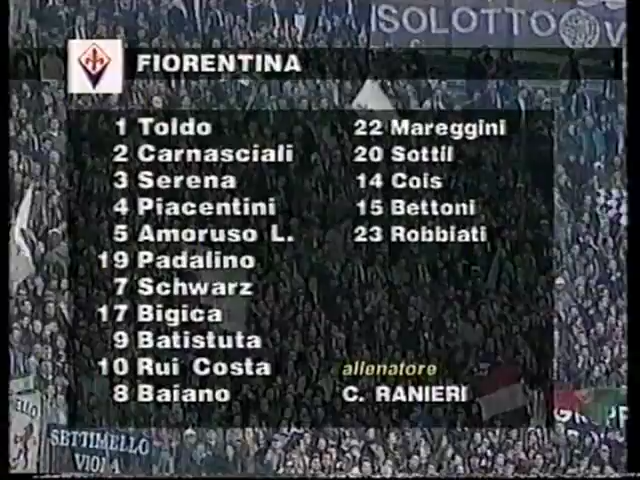 ISOLOTTO
V
FIORENTINA
1 Toldo
2 Carnasciali
3 Serena
4 Piacentini
5 Amoruso L.
19 Padalino
7 Schwarz
17 Bigica
9 Batistuta
10 Rui Costa
8 Baiano
22 Mareggini
20 Sottil
14 Cois
15 Bettoni
23 Robbiati
allenatore
C. RANIERI
SETTIMELLO
VIOLA